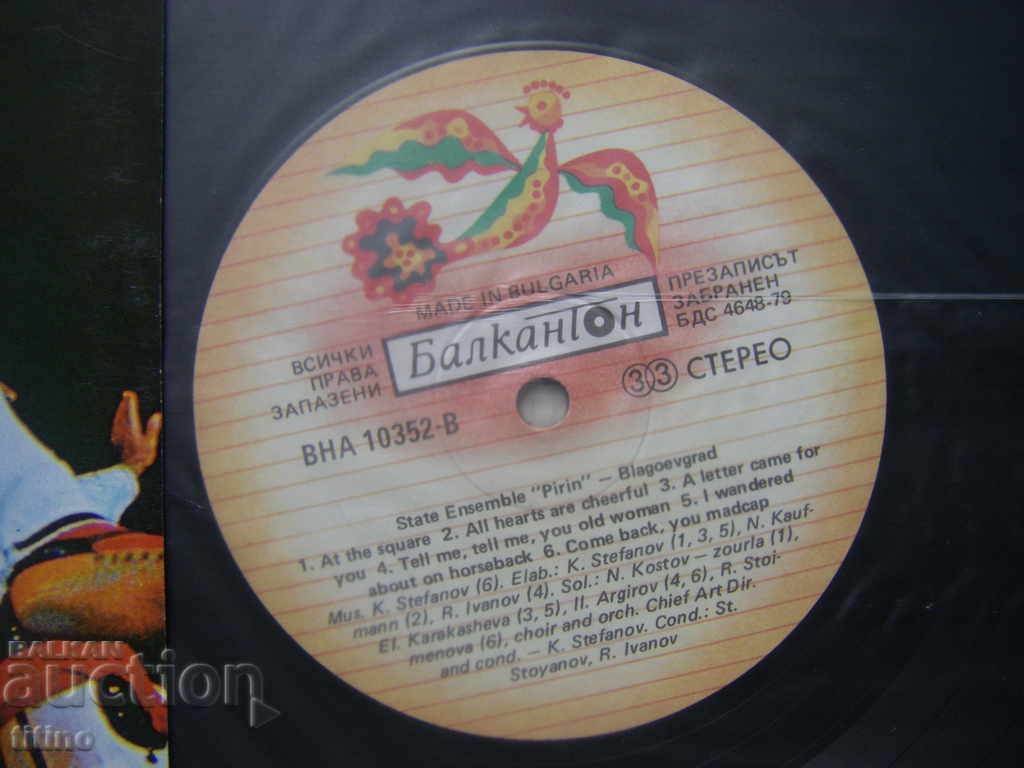 MADE IN BULGARIA
Балкантон
ВСИЧКИ
ПРАВА
ЗАПАЗЕНИ
ПРЕЗАПИСЪТ
ЗАБРАНЕН
БДС 4648-79
33 СТЕРЕО
ВНА 10352-В
State Ensemble "Pirin" – Blagoevgrad
1. At the square 2. All hearts are cheerful 3. A letter came for
you 4. Tell me, tell me, you old woman 5. I wandered
about on horseback 6. Come back, you madcap
Mus. K. Stefanov (6). Elab.: K. Stefanov (1, 3, 5), N. Kauf-
mann (2), R. Ivanov (4). Sol.: N. Kostov – zourla (1),
El. Karakasheva (3, 5), Il. Argirov (4, 6), R. Stoi-
menova (6), choir and orch. Chief Art Dir.
and cond. – K. Stefanov. Cond.: St.
Stoyanov, R. Ivanov
BALKAN
auction
titino